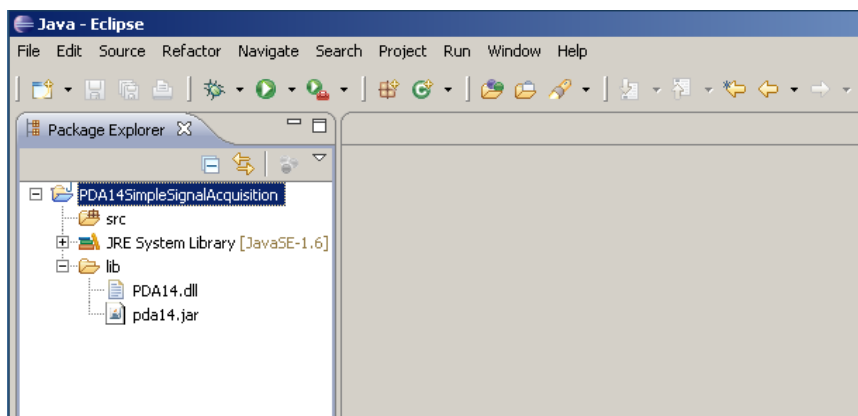 Java - Eclipse
File Edit Source Refactor Navigate Search Project Run Window Help
Package Explorer
PDA14SimpleSignalAcquisition
src
JRE System Library [JavaSE-1.6]
lib
PDA14.dll
pda14.jar